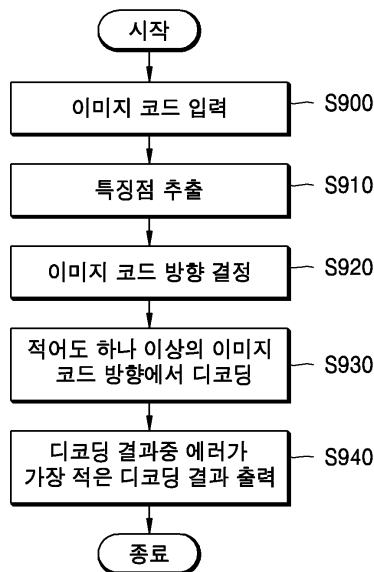 시작
이미지 코드 입력
S900
특징점 추출
S910
이미지 코드 방향 결정
S920
적어도 하나 이상의 이미지
코드 방향에서 디코딩
S930
디코딩 결과중 에러가
가장 적은 디코딩 결과 출력
S940
종료